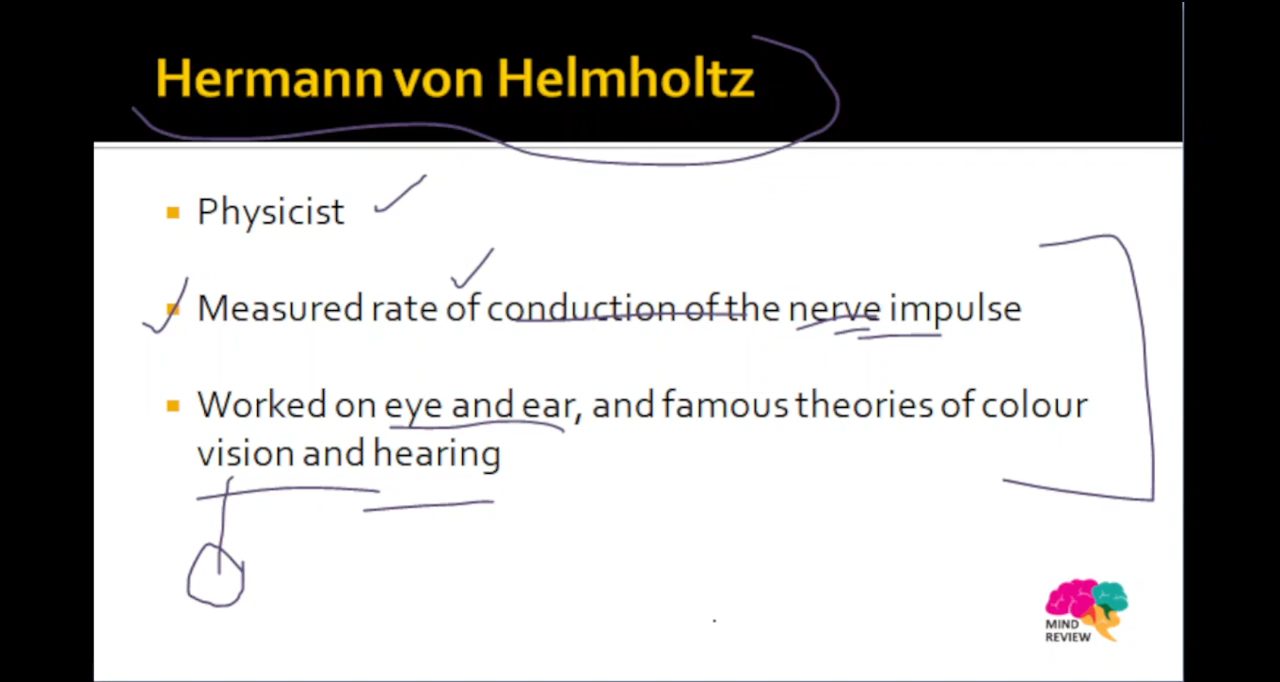 Hermann von Helmholtz
Physicist
Measured rate of conduction of the nerve impulse
Worked on eye and ear, and famous theories of colour
vision and hearing
MIND
REVIEW